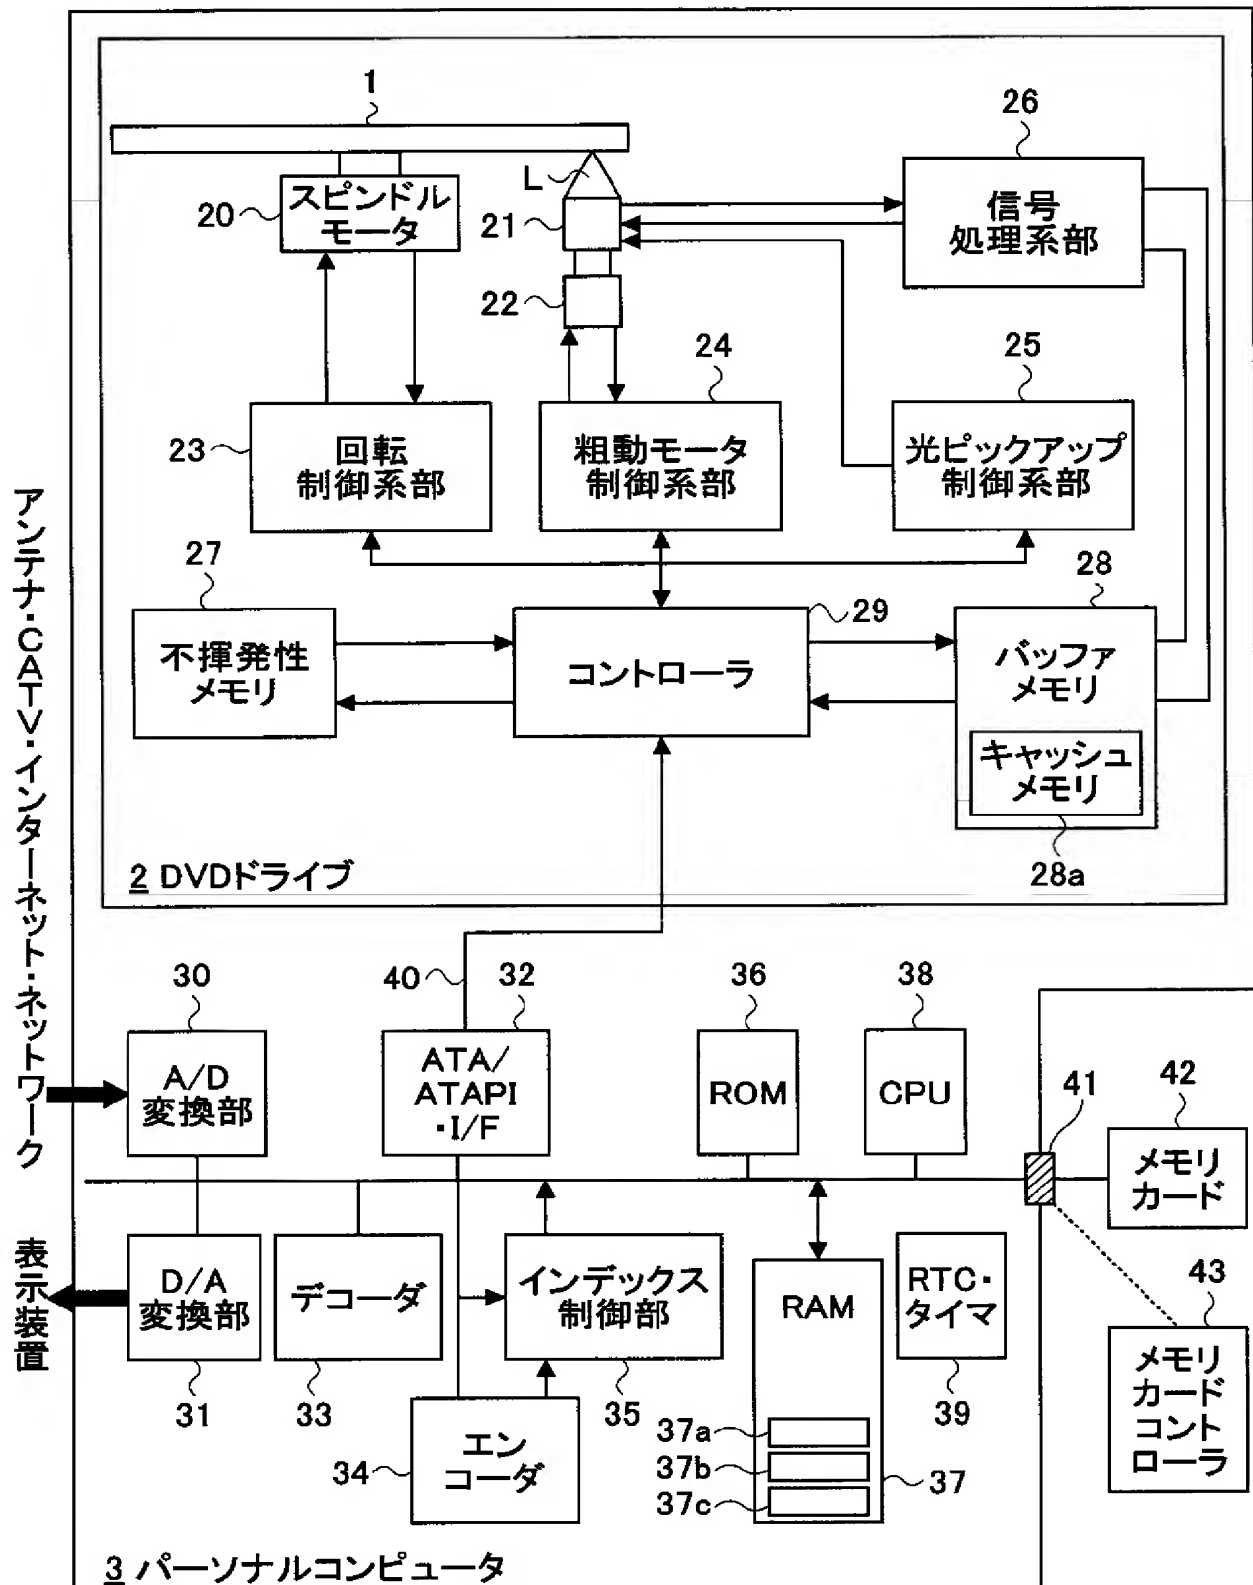 1
26
スピンドル
モータ
20
L
21
22
信号
処理系部
24
25
23
回転
制御系部
粗動モータ
制御系部
光ピックアップ
制御系部
27
29
28
不揮発性
メモリ
コントローラ
バッファ
メモリ
キャッシュ
メモリ
28a
2 DVDドライブ
アンテナ・CATV・インターネット・ネットワーク
表示装置
30
40
32
36
38
A/D
変換部
ATA/
ATAPI
・I/F
ROM
CPU
41
42
メモリ
カード
D/A
変換部
デコーダ
インデックス
制御部
RAM
RTC・
タイマ
43
メモリ
カード
コント
ローラ
31
33
35
39
34
エン
コーダ
37a
37b
37c
37
3 パーソナルコンピュータ